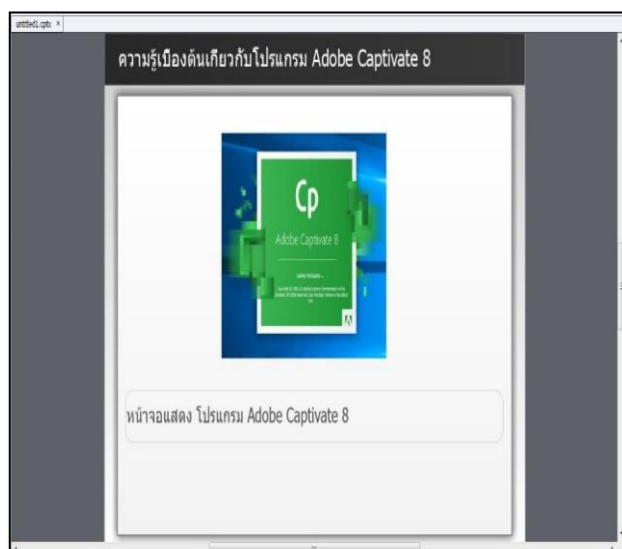 untitled1.cptx ×
ความรู้เบื้องต้นเกียวกับโปรแกรม Adobe Captivate 8
Cp
Adobe Captivate 8
หน้าจอแสดง โปรแกรม Adobe Captivate 8